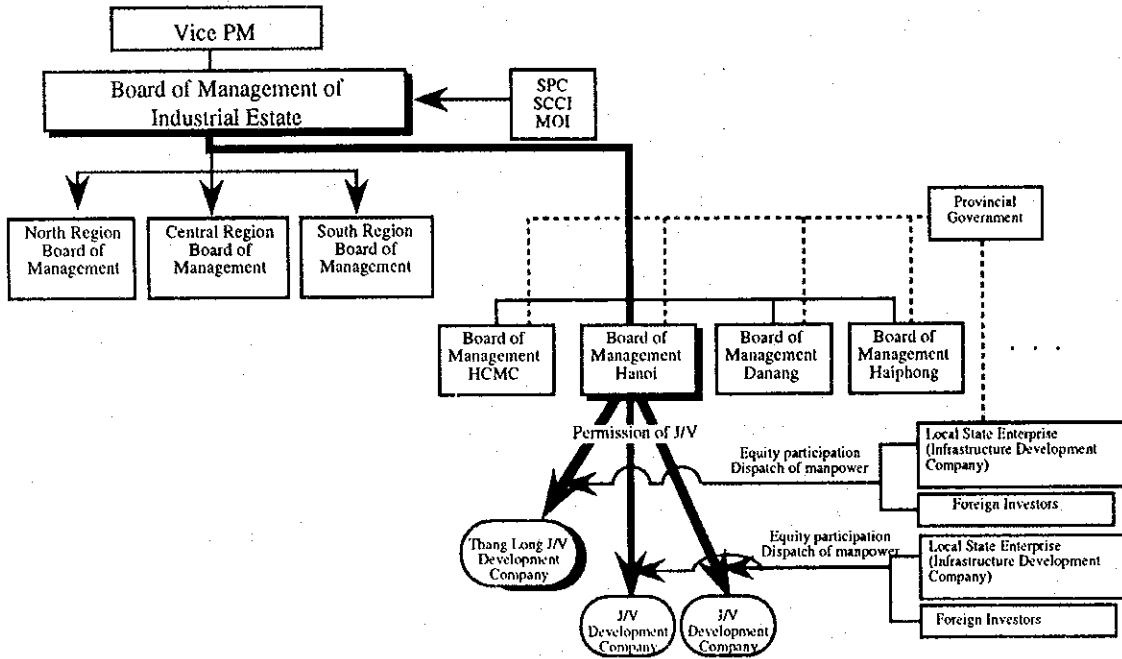 Vice PM
Board of Management of
Industrial Estate
SPC
SCCI
MOI
North Region
Board of
Management
Central Region
Board of
Management
South Region
Board of
Management
Provincial
Government
Board of
Management
HCMC
Board of
Management
Hanoi
Board of
Management
Danang
Board of
Management
Haiphong
. . .
Permission of J/V
Equity participation
Dispatch of manpower
Local State Enterprise
(Infrastructure Development
Company)
Foreign Investors
Thang Long J/V
Development
Company
Equity participation
Dispatch of manpower
Local State Enterprise
(Infrastructure Development
Company)
Foreign Investors
J/V
Development
Company
J/V
Development
Company